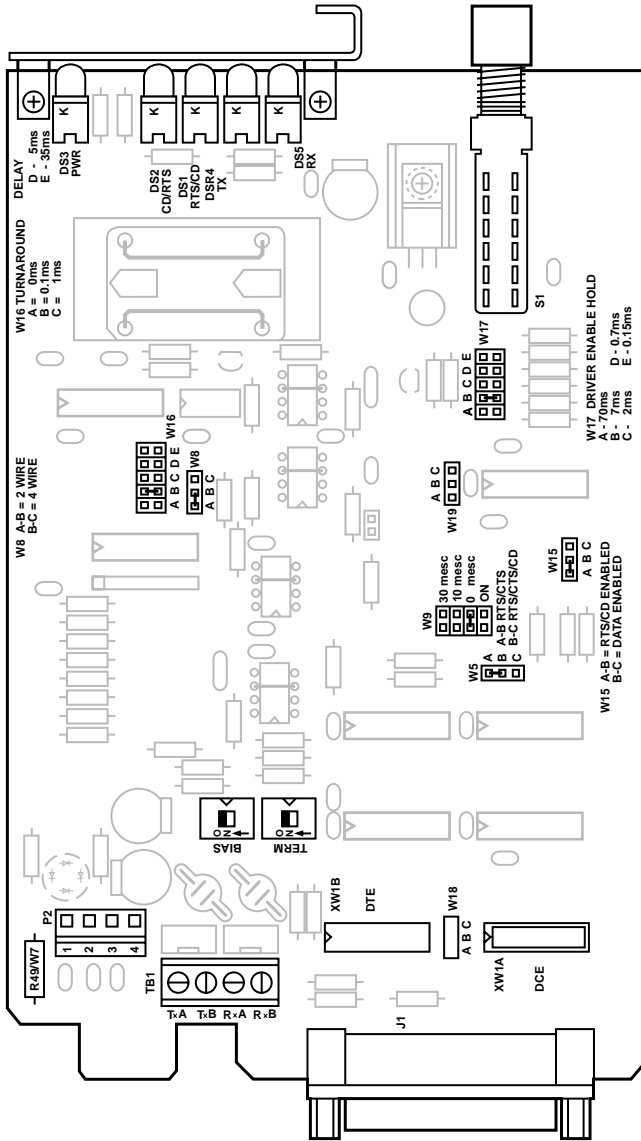 DELAY
D - 5ms
E - 35ms
DS3
PWR
K
K
K
K
K
DS2
CD/RTS
DS1
RTS/CD
DSR4
TX
DS5
RX
W16 TURNAROUND
A = 0ms
B = 0.1ms
C = 1ms
S1
W17
A B C D E
W17 DRIVER ENABLE HOLD
A - 70ms
B - 7ms
C - 2ms
D - 0.7ms
E - 0.15ms
W8 A-B = 2 WIRE
B-C = 4 WIRE
W16
A B C D E
W8
A B C
A B C
W19
W9
30 mesc
10 mesc
0 mesc
ON
W5
A
B
C
A-B RTS/CTS
B-C RTS/CTS/CD
W15
A B C
W15 A-B = RTS/CD ENABLED
B-C = DATA ENABLED
BIAS
NO
TERM
NO
R49/W7
P2
1
2
3
4
TB1
TxA
TxB
RxA
RxB
XW1B
DTE
W18
A B C
XW1A
DCE
J1